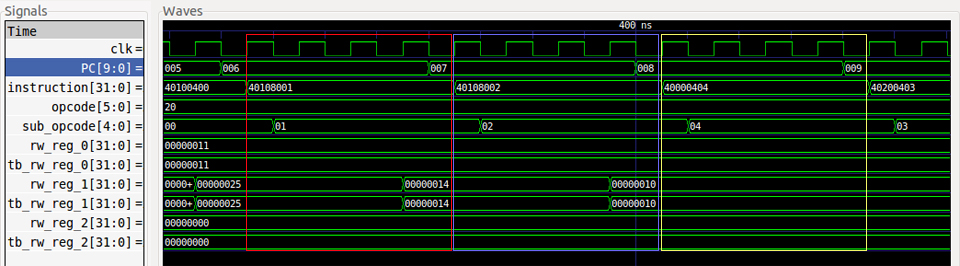 Signals
Waves
Time
400 ns
clk=
PC[9:0]= 005 006 007 008 009
instruction[31:0]= 40100400 40108001 40108002 40000404 40200403
opcode[5:0]= 20
sub_opcode[4:0]= 00 01 02 04 03
rw_reg_0[31:0]= 00000011
tb_rw_reg_0[31:0]= 00000011
rw_reg_1[31:0]= 0000+ 00000025 00000014 00000010
tb_rw_reg_1[31:0]= 0000+ 00000025 00000014 00000010
rw_reg_2[31:0]= 00000000
tb_rw_reg_2[31:0]= 00000000